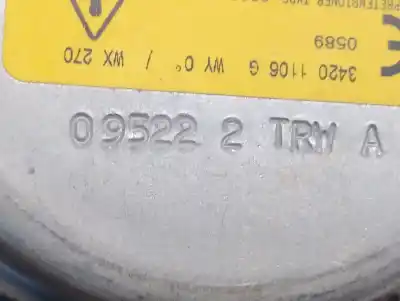 3420 1106 G WY 0° / WX 270
0589
09522 2 TRW A